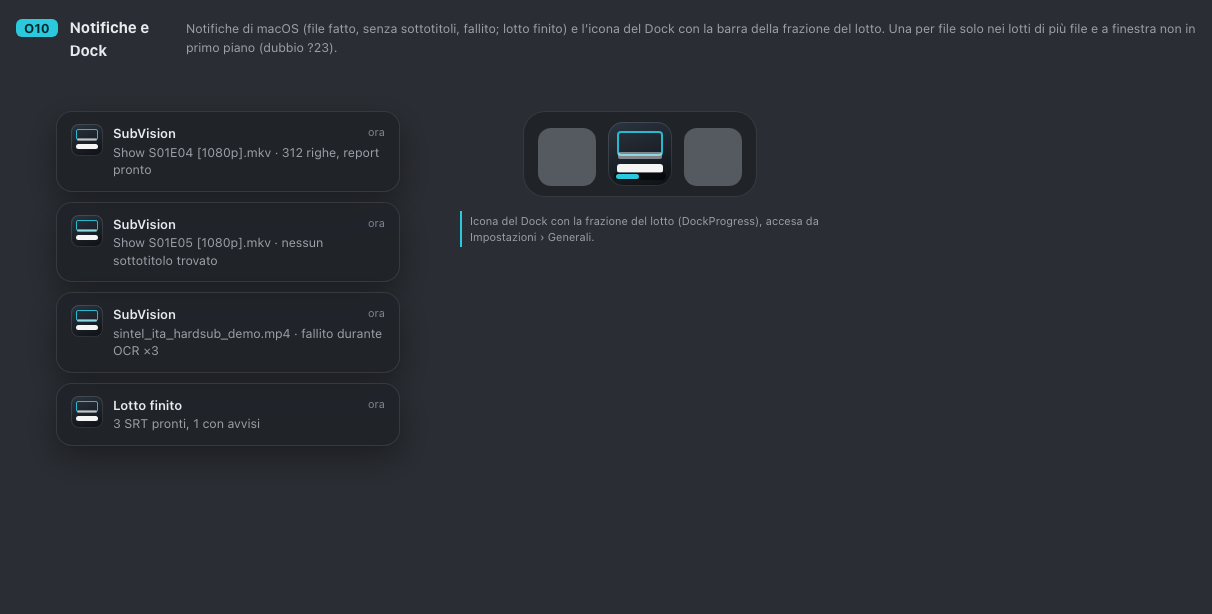 O10
Notifiche e
Dock
Notifiche di macOS (file fatto, senza sottotitoli, fallito; lotto finito) e l'icona del Dock con la barra della frazione del lotto. Una per file solo nei lotti di più file e a finestra non in
primo piano (dubbio ?23).
SubVision
ora
Show S01E04 [1080p].mkv · 312 righe, report
pronto
SubVision
ora
Show S01E05 [1080p].mkv · nessun
sottotitolo trovato
SubVision
ora
sintel_ita_hardsub_demo.mp4 · fallito durante
OCR ×3
Lotto finito
ora
3 SRT pronti, 1 con avvisi
Icona del Dock con la frazione del lotto (DockProgress), accesa da
Impostazioni › Generali.